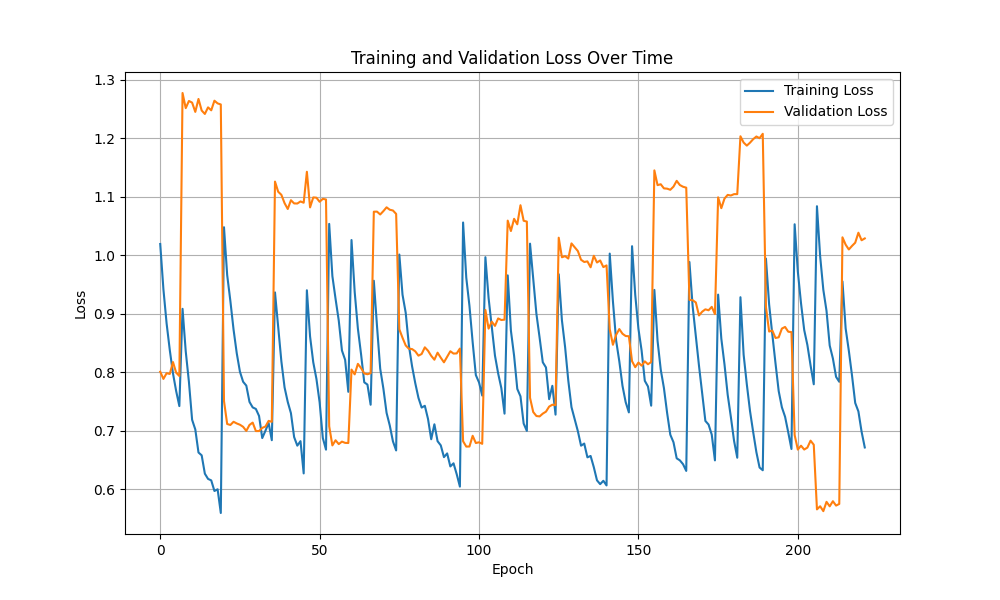 Training and Validation Loss Over Time
Training Loss
Validation Loss
1.3
1.2
1.1
1.0
0.9
0.8
0.7
0.6
Loss
0
50
100
150
200
Epoch